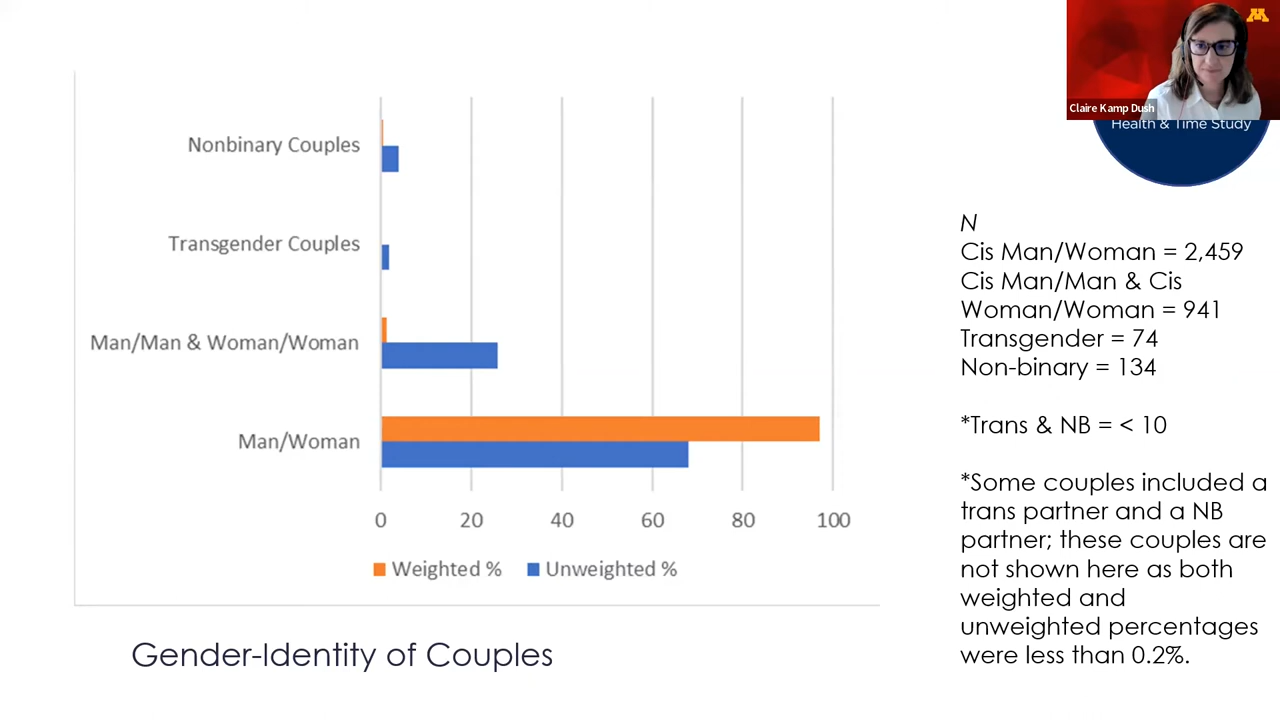 Claire Kamp Dush
Health & Time Study
Nonbinary Couples
Transgender Couples
Man/Man & Woman/Woman
Man/Woman
0 20 40 60 80 100
Weighted % Unweighted %
Gender-Identity of Couples
N
Cis Man/Woman = 2,459
Cis Man/Man & Cis
Woman/Woman = 941
Transgender = 74
Non-binary = 134
*Trans & NB = < 10
*Some couples included a
trans partner and a NB
partner; these couples are
not shown here as both
weighted and
unweighted percentages
were less than 0.2%.